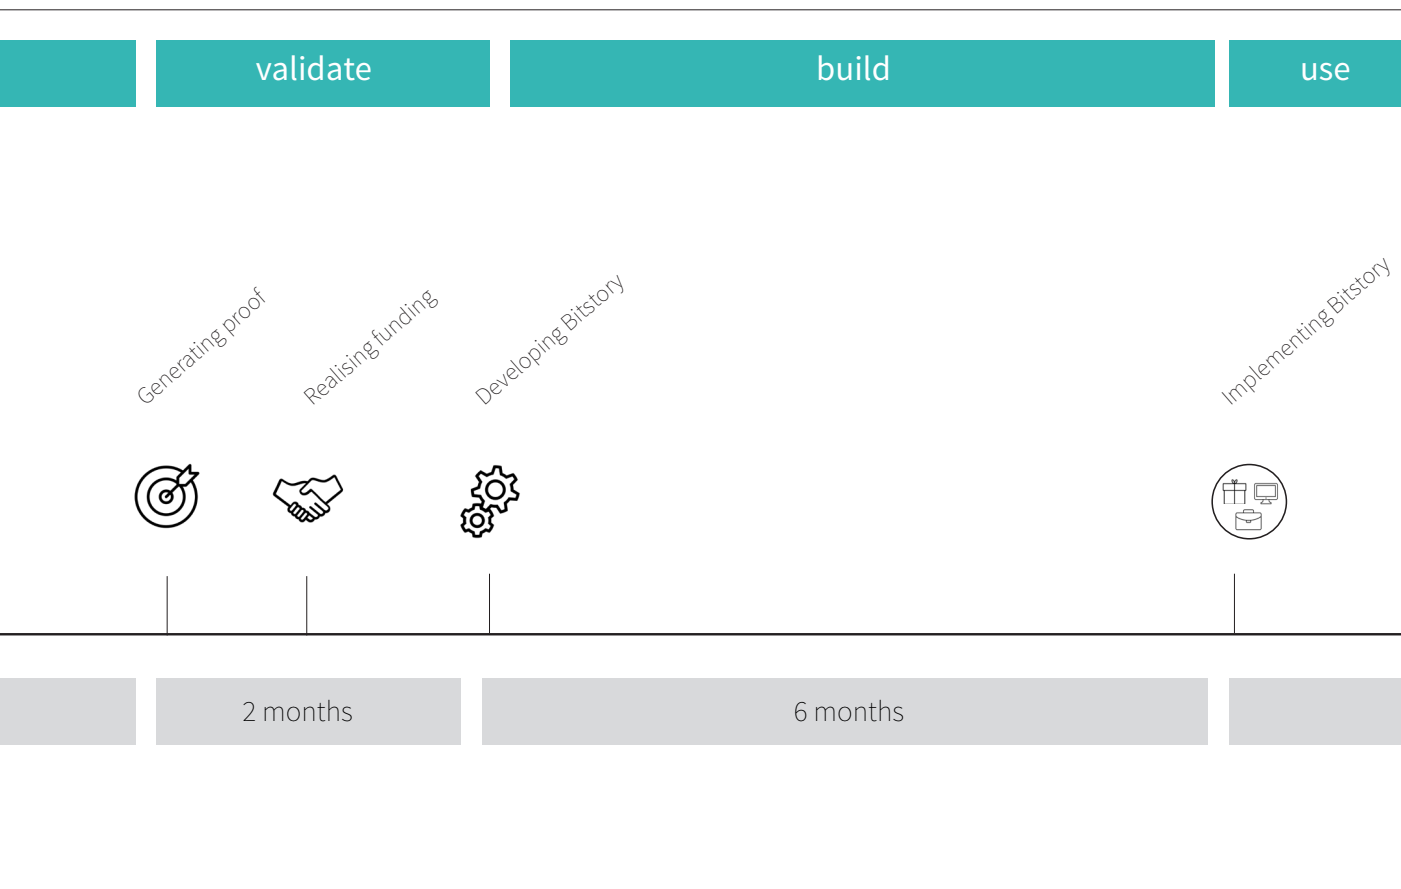 validate
build
use
Generating proof
Realising funding
Developing Bitstory
Implementing Bitstory
2 months
6 months